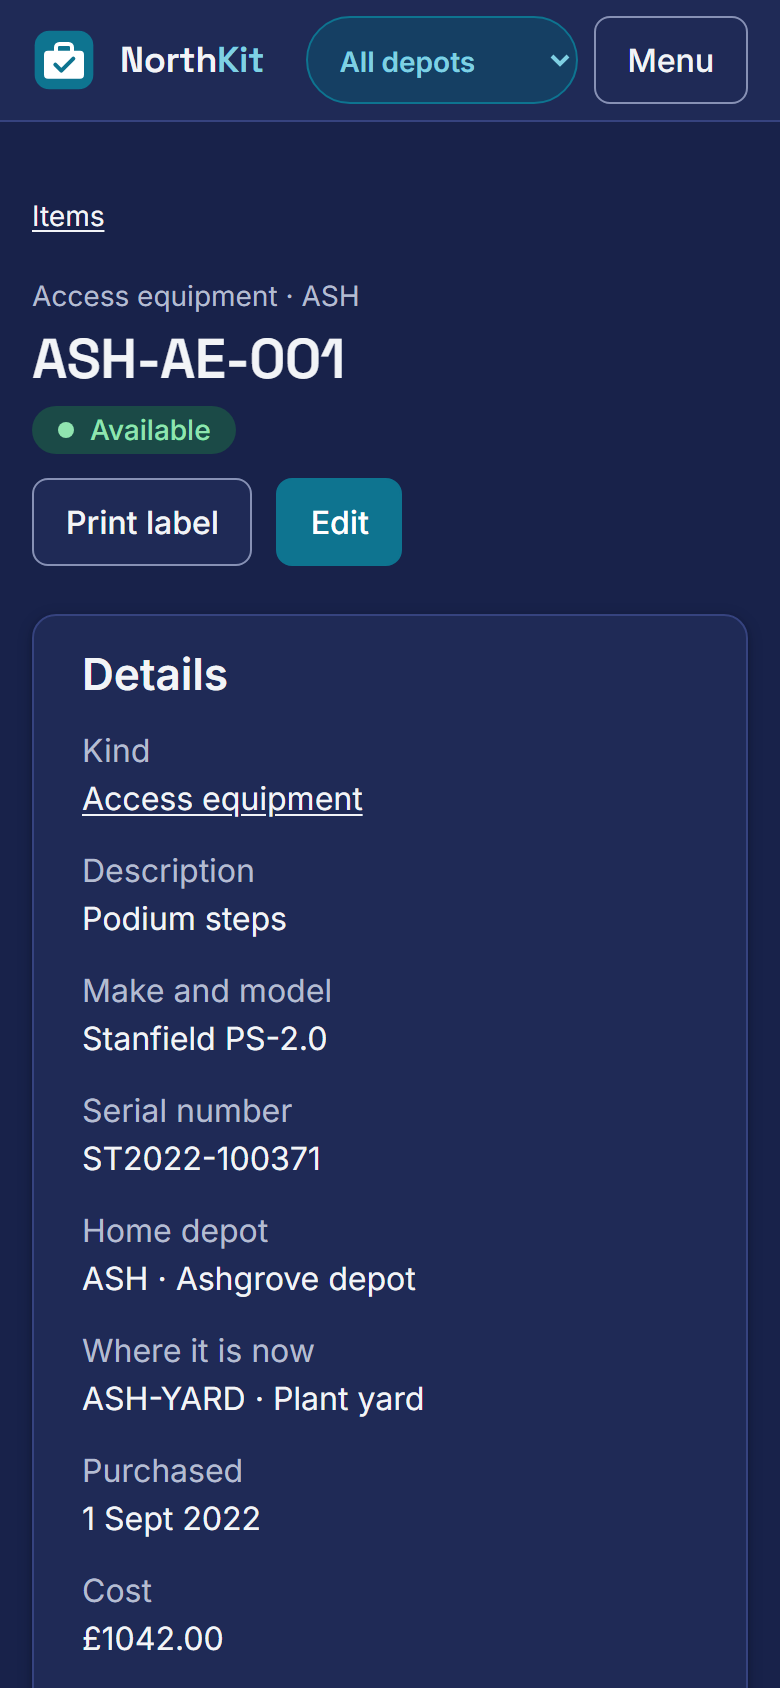 NorthKit
All depots
Menu
Items
Access equipment · ASH
ASH-AE-001
Available
Print label
Edit
Details
Kind
Access equipment
Description
Podium steps
Make and model
Stanfield PS-2.0
Serial number
ST2022-100371
Home depot
ASH · Ashgrove depot
Where it is now
ASH-YARD · Plant yard
Purchased
1 Sept 2022
Cost
£1042.00